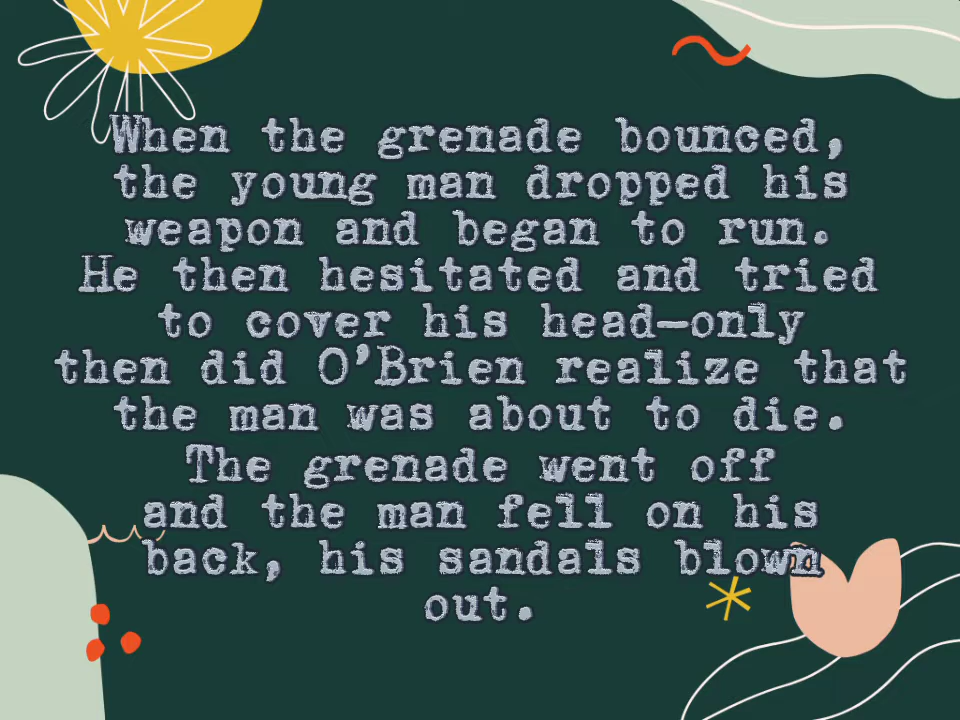 When the grenade bounced,
the young man dropped his
weapon and began to run.
He then hesitated and tried
to cover his head—only
then did O'Brien realize that
the man was about to die.
The grenade went off
and the man fell on his
back, his sandals blown
out.